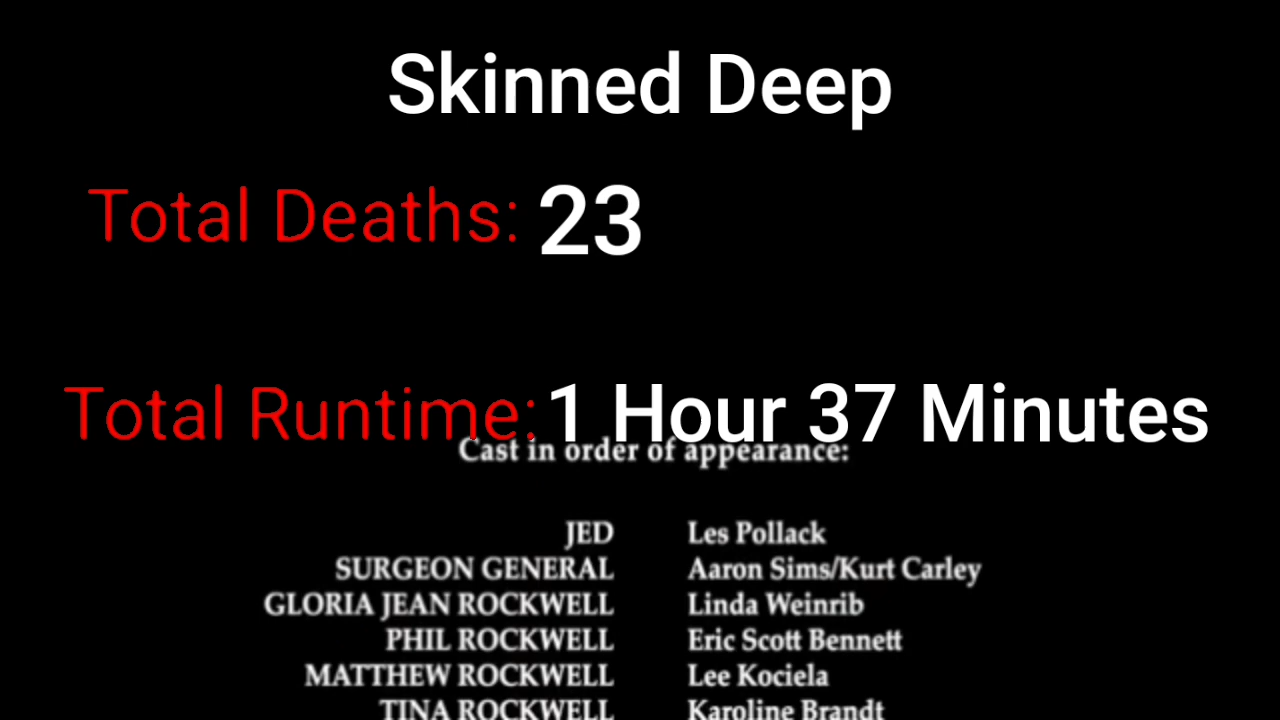 Skinned Deep
Total Deaths: 23
Total Runtime: 1 Hour 37 Minutes
Cast in order of appearance:
JED Les Pollack
SURGEON GENERAL Aaron Sims/Kurt Carley
GLORIA JEAN ROCKWELL Linda Weinrib
PHIL ROCKWELL Eric Scott Bennett
MATTHEW ROCKWELL Lee Kociela
TINA ROCKWELL Karoline Brandt